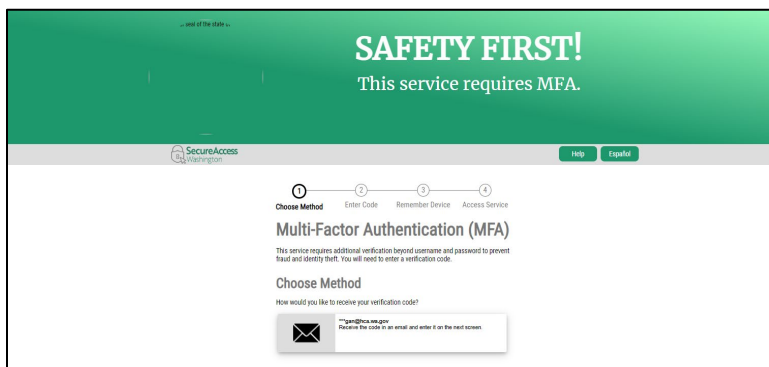 seal of the state
SAFETY FIRST!
This service requires MFA.
SecureAccess
Washington
Help
Español
1
2
3
4
Choose Method
Enter Code
Remember Device
Access Service
Multi-Factor Authentication (MFA)
This service requires additional verification beyond username and password to prevent
fraud and identity theft. You will need to enter a verification code.
Choose Method
How would you like to receive your verification code?
***gan@hca.wa.gov
Receive the code in an email and enter it on the next screen.